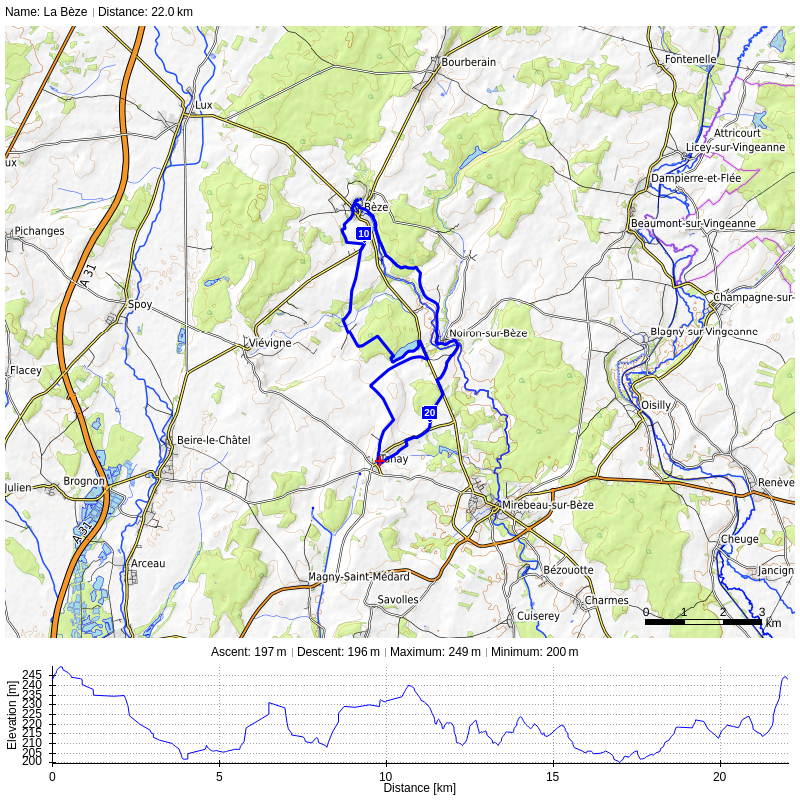 Name: La Bèze | Distance: 22.0 km
Bourberain
Fontenelle
Lux
Attricourt
Licey-sur-Vingeanne
ux
Dampierre-et-Flée
Bèze
Beaumont-sur-Vingeanne
Pichanges
10
A 31
Champagne-sur-
Spoy
Noiron-sur-Bèze
Blagny-sur-Vingeanne
Viévigne
Flacey
Oisilly
20
Beire-le-Châtel
Tanay
Brognon
Renève
Julien
Mirebeau-sur-Bèze
A 31
Cheuge
Arceau
Bézouotte
Jancign
Magny-Saint-Médard
Savolles
Charmes
Cuiserey
0 1 2 3 km
Ascent: 197 m | Descent: 196 m | Maximum: 249 m | Minimum: 200 m
Elevation [m]
245
240
235
230
225
220
215
210
205
200
0 5 10 15 20
Distance [km]